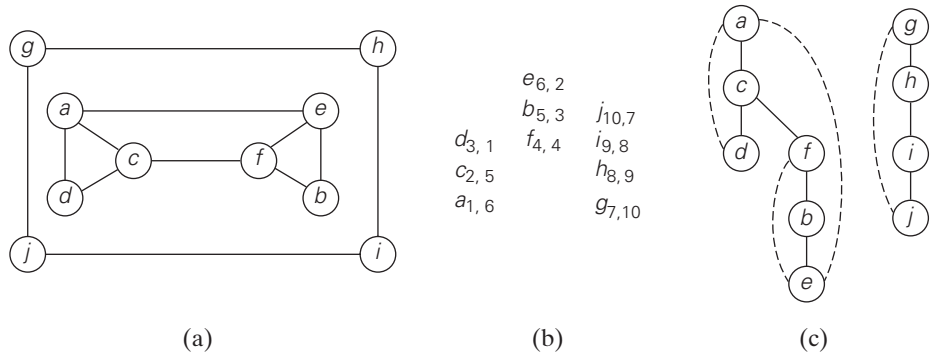 g h
a e
c f
d b
j i
(a)
e6, 2
b5, 3 j10,7
d3, 1 f4, 4 i9,8
c2, 5 h8,9
a1, 6 g7,10
(b)
a g
c h
d f i
b j
e
(c)